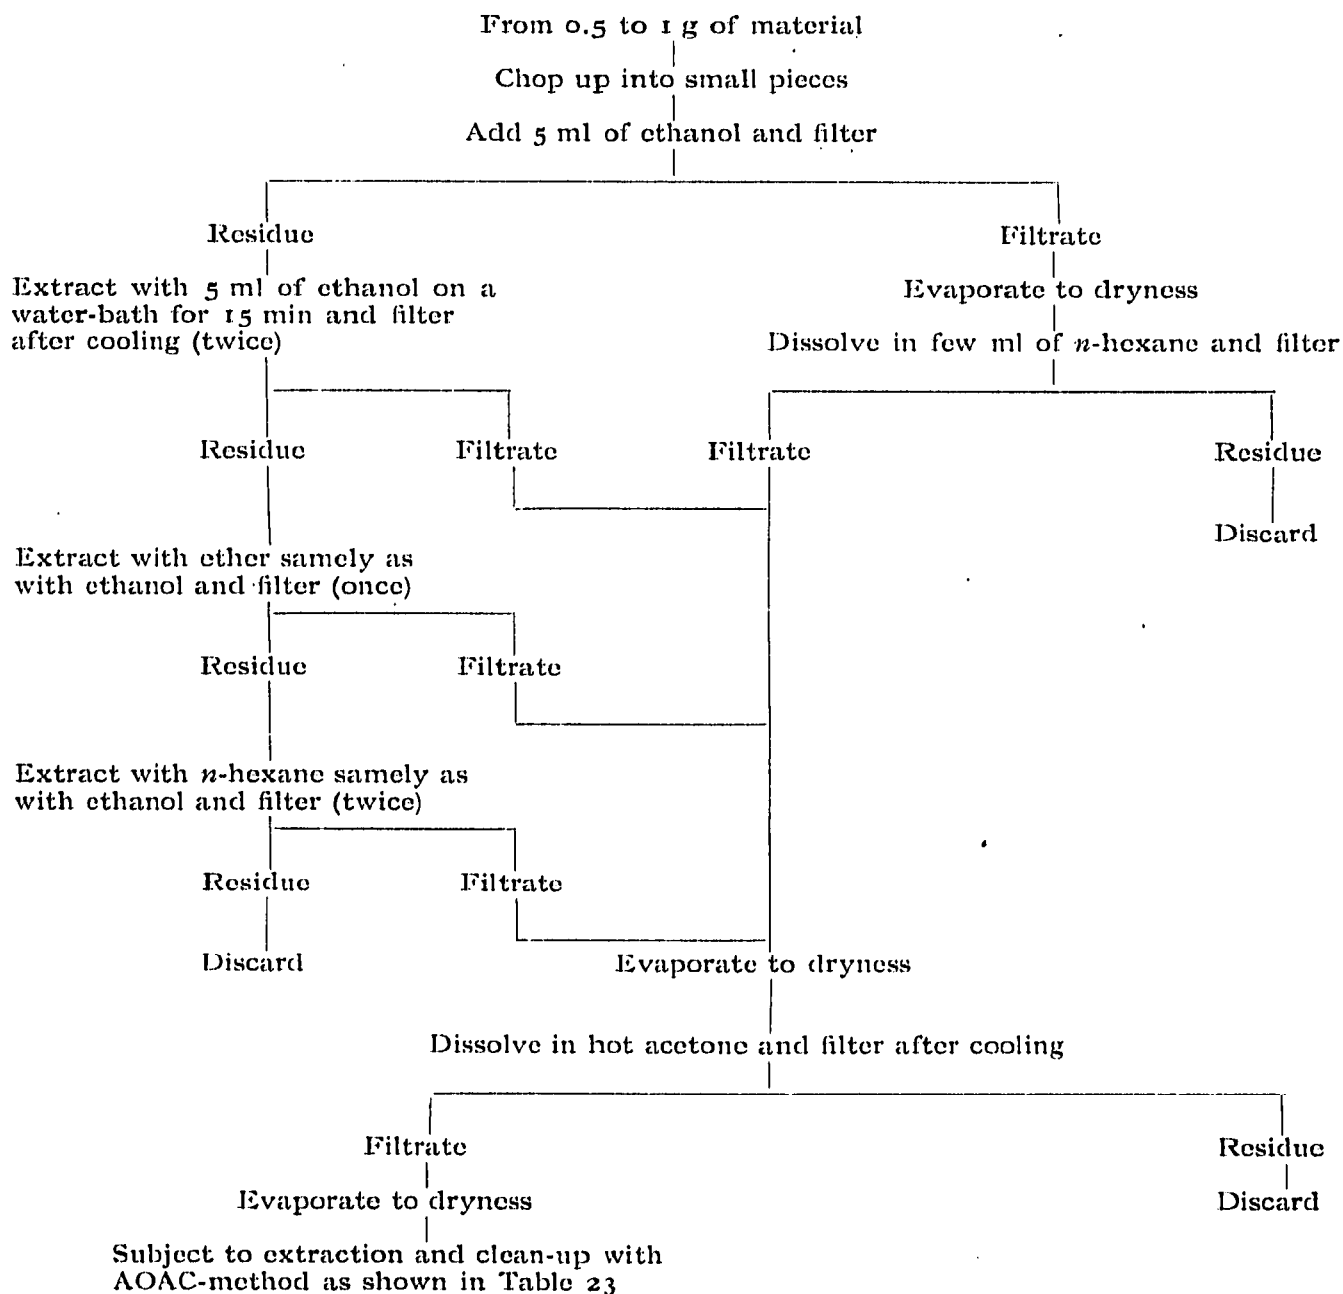 From 0.5 to 1 g of material
Chop up into small pieces
Add 5 ml of ethanol and filter
Residue
Filtrate
Extract with 5 ml of ethanol on a
water-bath for 15 min and filter
after cooling (twice)
Evaporate to dryness
Dissolve in few ml of n-hexane and filter
Residue
Filtrate
Filtrate
Residue
Discard
Extract with ether samely as
with ethanol and filter (once)
Residue
Filtrate
Extract with n-hexane samely as
with ethanol and filter (twice)
Residue
Filtrate
Discard
Evaporate to dryness
Dissolve in hot acetone and filter after cooling
Filtrate
Residue
Evaporate to dryness
Discard
Subject to extraction and clean-up with
AOAC-method as shown in Table 23